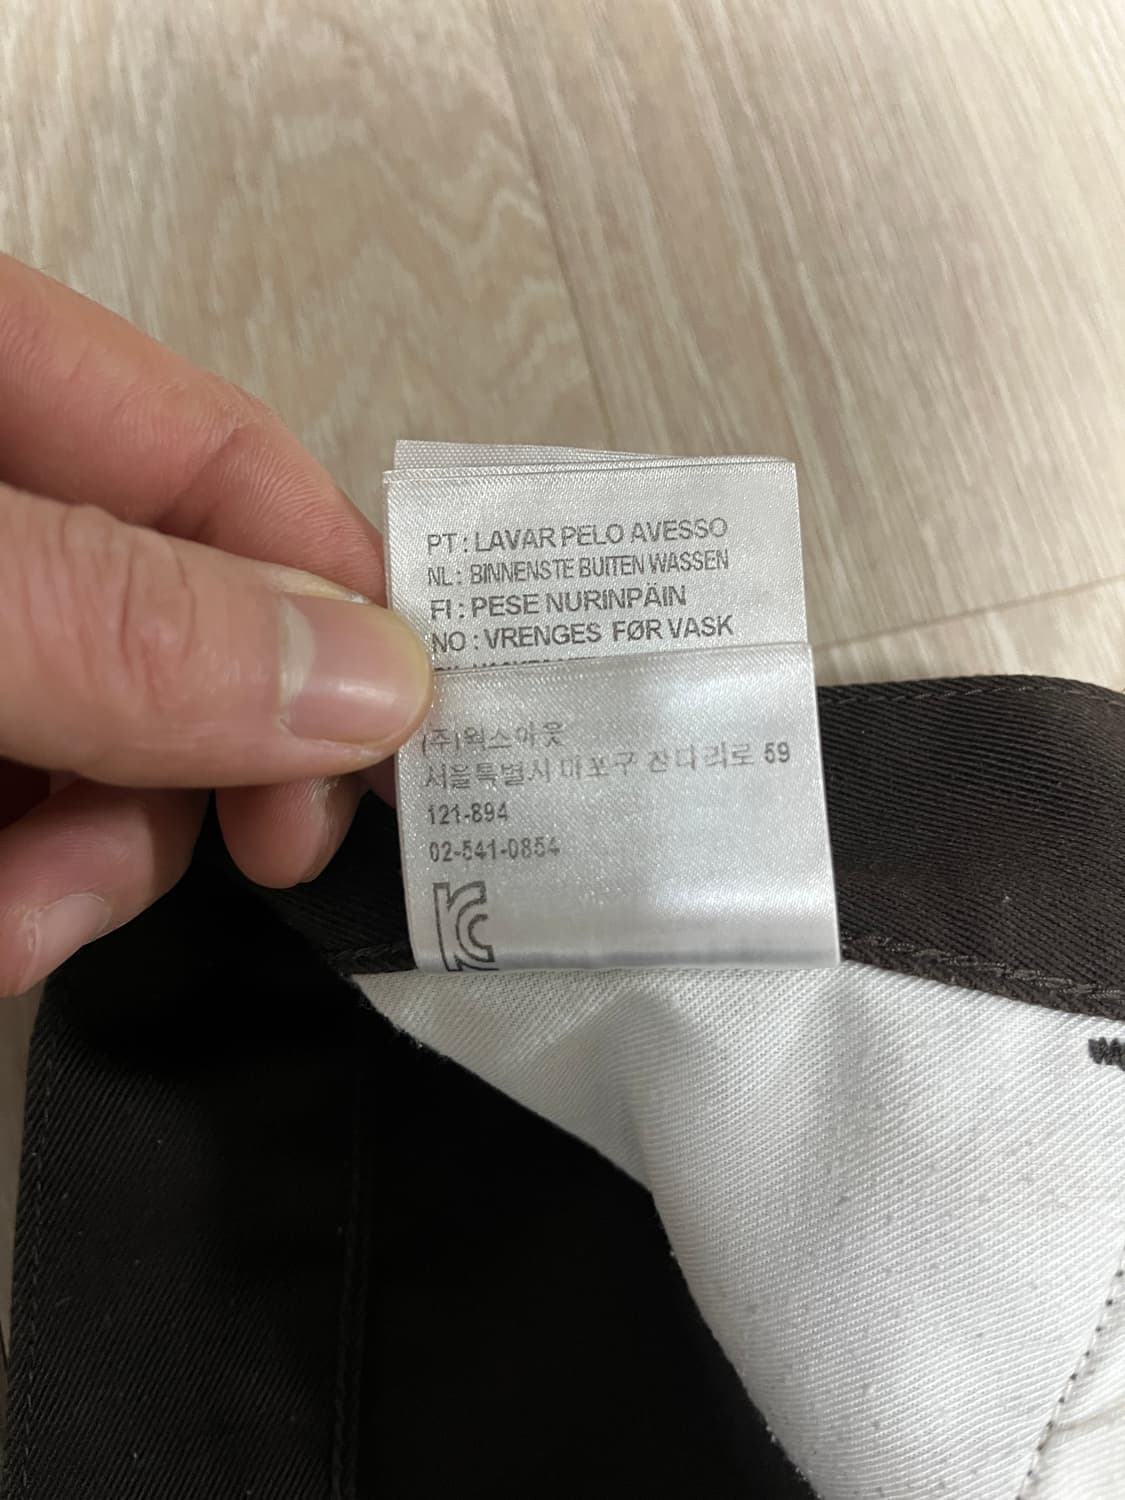 PT : LAVAR PELO AVESSO
NL : BINNENSTE BUITEN WASSEN
FI : PESE NURINPÄIN
NO : VRENGES FØR VASK
(주)웍스아웃
서울특별시 마포구 잔다리로 59
121-894
02-541-0854